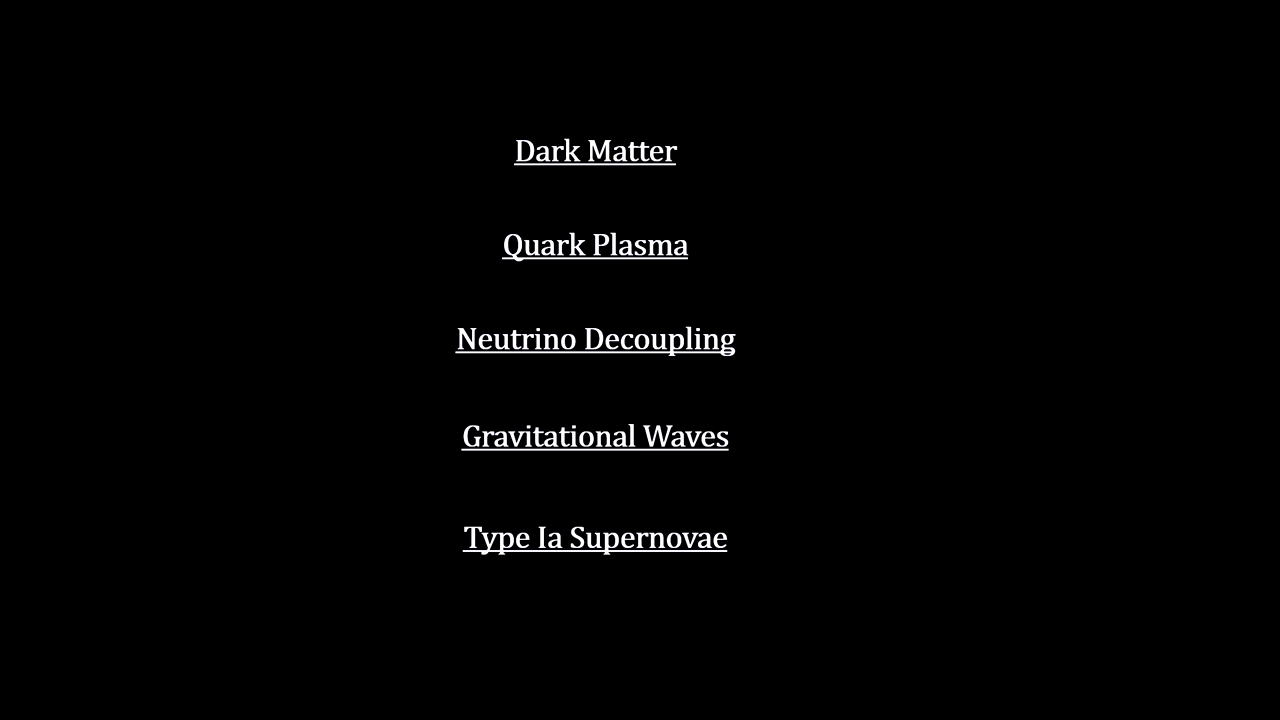 Dark Matter
Quark Plasma
Neutrino Decoupling
Gravitational Waves
Type Ia Supernovae